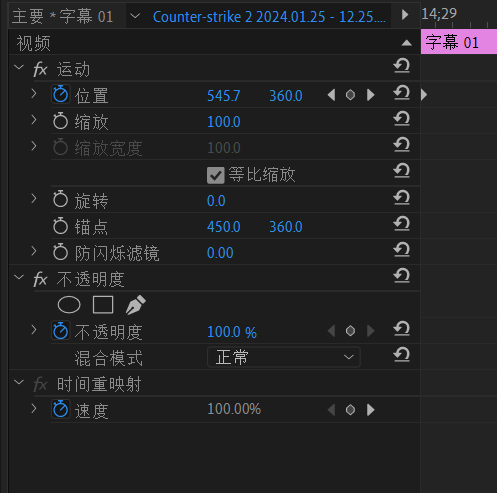 主要 * 字幕 01 Counter-strike 2 2024.01.25 - 12.25.... 14;29
视频 字幕 01
fx 运动
位置 545.7 360.0
缩放 100.0
缩放宽度 100.0
等比缩放
旋转 0.0
锚点 450.0 360.0
防闪烁滤镜 0.00
fx 不透明度
不透明度 100.0 %
混合模式 正常
fx 时间重映射
速度 100.00%